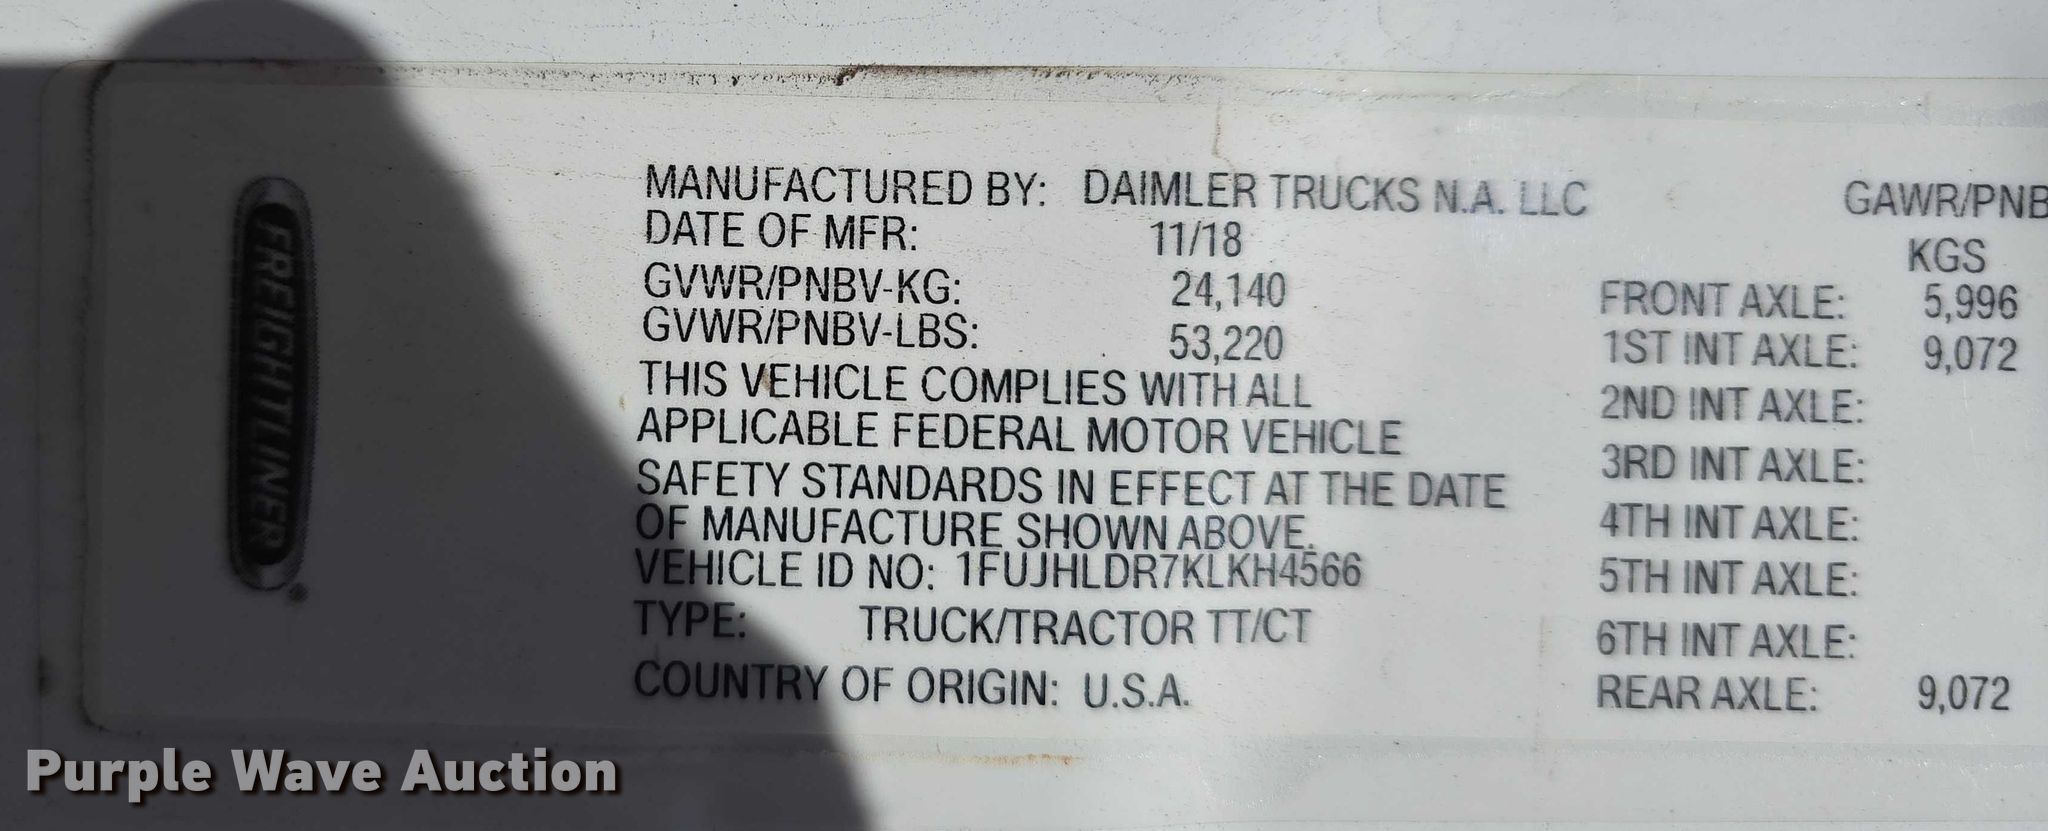 FREIGHTLINER
MANUFACTURED BY: DAIMLER TRUCKS N.A. LLC
DATE OF MFR: 11/18
GVWR/PNBV-KG: 24,140
GVWR/PNBV-LBS: 53,220
THIS VEHICLE COMPLIES WITH ALL
APPLICABLE FEDERAL MOTOR VEHICLE
SAFETY STANDARDS IN EFFECT AT THE DATE
OF MANUFACTURE SHOWN ABOVE.
VEHICLE ID NO: 1FUJHLDR7KLKH4566
TYPE: TRUCK/TRACTOR TT/CT
COUNTRY OF ORIGIN: U.S.A.
GAWR/PNB
KGS
FRONT AXLE: 5,996
1ST INT AXLE: 9,072
2ND INT AXLE:
3RD INT AXLE:
4TH INT AXLE:
5TH INT AXLE:
6TH INT AXLE:
REAR AXLE: 9,072
Purple Wave Auction